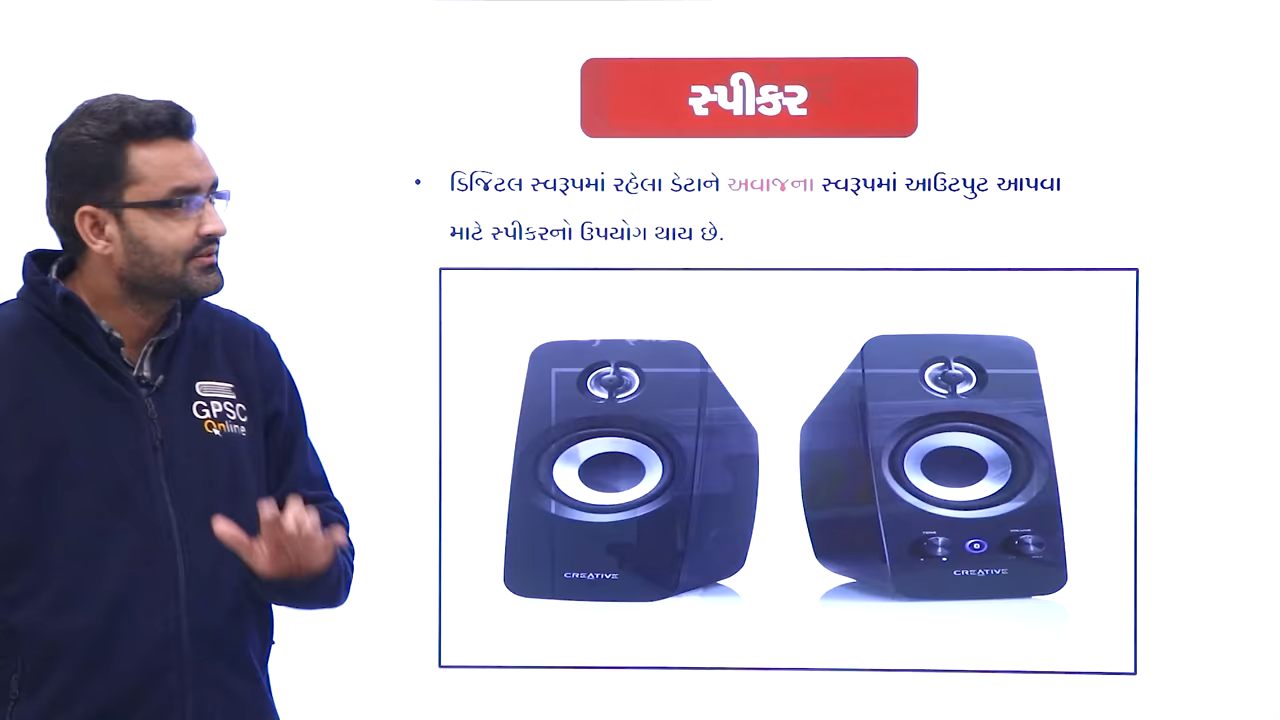 સ્પીકર
• ડિજિટલ સ્વરૂપમાં રહેલા ડેટાને અવાજના સ્વરૂપમાં આઉટપુટ આપવા
માટે સ્પીકરનો ઉપયોગ થાય છે.
GPSC
Online
CREATIVE
CREATIVE